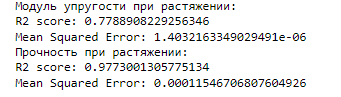 Модуль упругости при растяжении:
R2 score: 0.7788908229256346
Mean Squared Error: 1.4032163349029491e-06
Прочность при растяжении:
R2 score: 0.9773001305775134
Mean Squared Error: 0.00011546706807604926